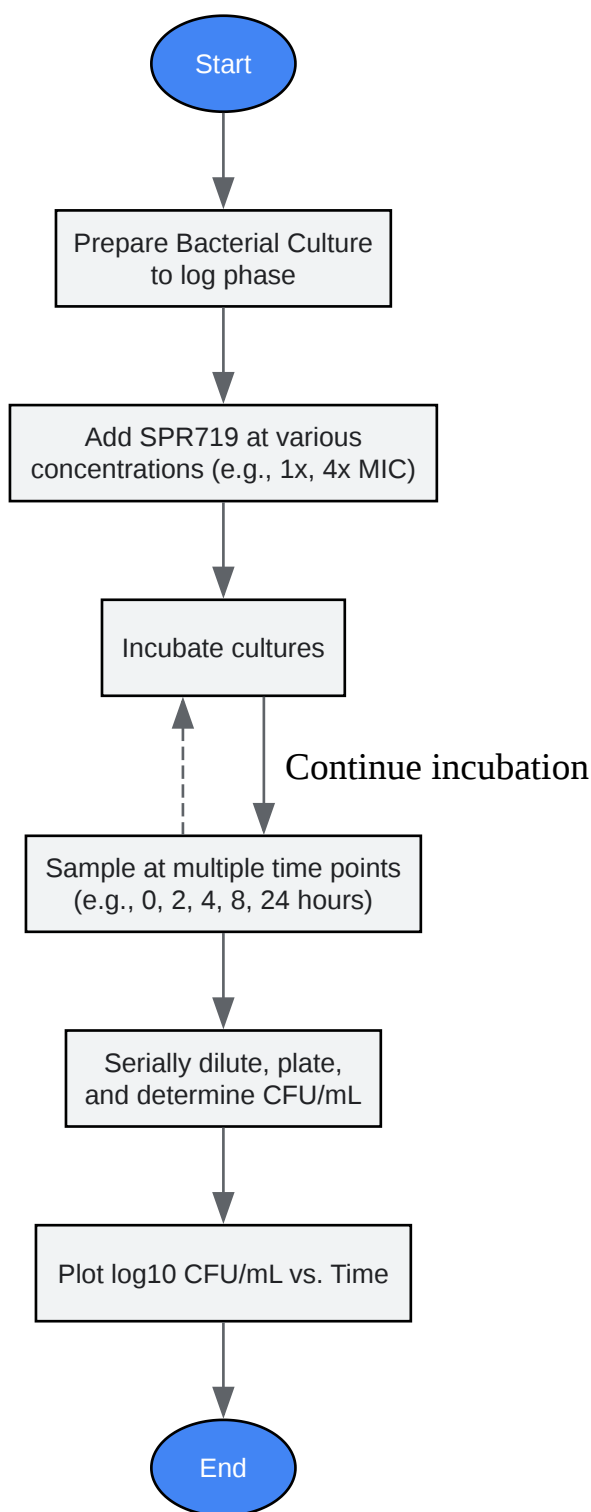 Start
Prepare Bacterial Culture
to log phase
Add SPR719 at various
concentrations (e.g., 1x, 4x MIC)
Incubate cultures
Continue incubation
Sample at multiple time points
(e.g., 0, 2, 4, 8, 24 hours)
Serially dilute, plate,
and determine CFU/mL
Plot log10 CFU/mL vs. Time
End